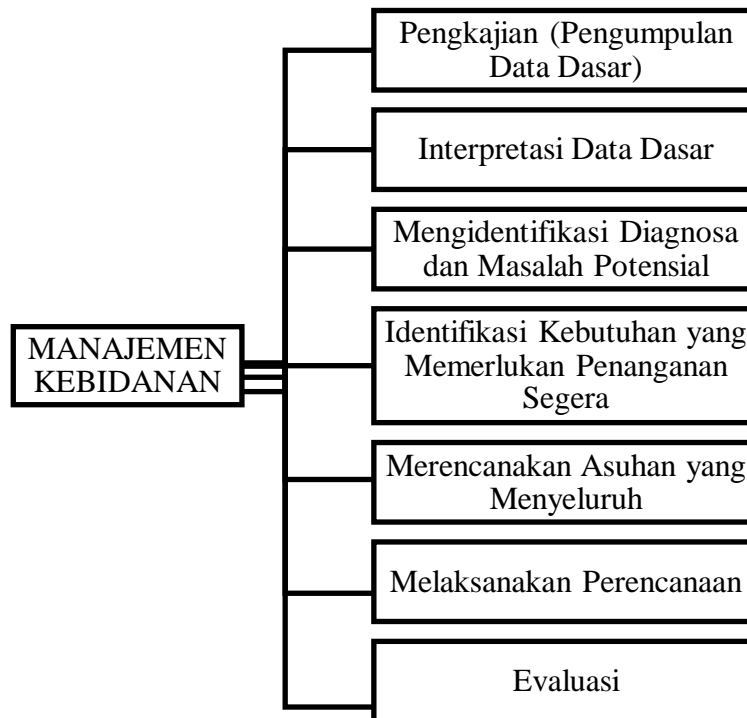 Pengkajian (Pengumpulan
Data Dasar)
Interpretasi Data Dasar
Mengidentifikasi Diagnosa
dan Masalah Potensial
MANAJEMEN
KEBIDANAN
Identifikasi Kebutuhan yang
Memerlukan Penanganan
Segera
Merencanakan Asuhan yang
Menyeluruh
Melaksanakan Perencanaan
Evaluasi